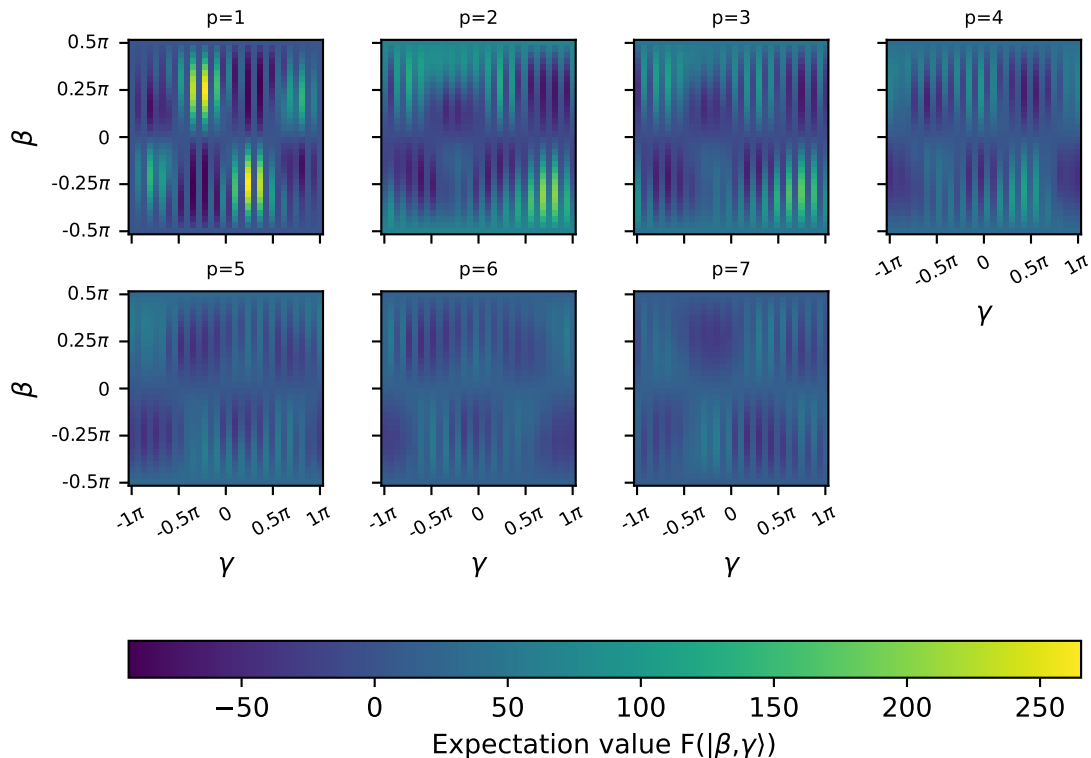 p=1 p=2 p=3 p=4
0.5π
0.25π
0
-0.25π
-0.5π
β
-1π -0.5π 0 0.5π 1π
γ
p=5 p=6 p=7
0.5π
0.25π
0
-0.25π
-0.5π
β
-1π -0.5π 0 0.5π 1π -1π -0.5π 0 0.5π 1π -1π -0.5π 0 0.5π 1π
γ γ γ
−50 0 50 100 150 200 250
Expectation value F(|β,γ⟩)